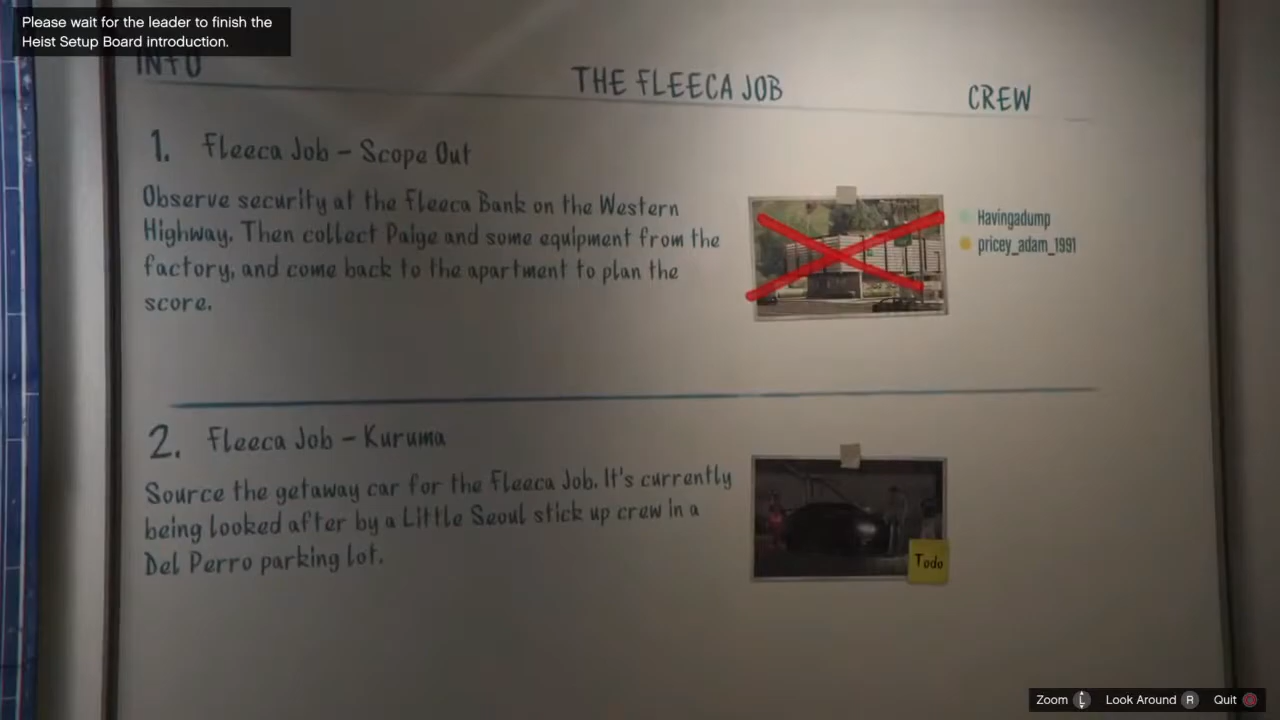 Please wait for the leader to finish the
Heist Setup Board introduction.
INFO
THE FLEECA JOB
CREW
1. Fleeca Job - Scope Out
Observe security at the Fleeca Bank on the Western
Highway. Then collect Paige and some equipment from the
factory, and come back to the apartment to plan the
score.
Havingadump
pricey_adam_1991
2. Fleeca Job - Kuruma
Source the getaway car for the Fleeca Job. It's currently
being looked after by a Little Seoul stick up crew in a
Del Perro parking lot.
Todo
Zoom L Look Around R Quit